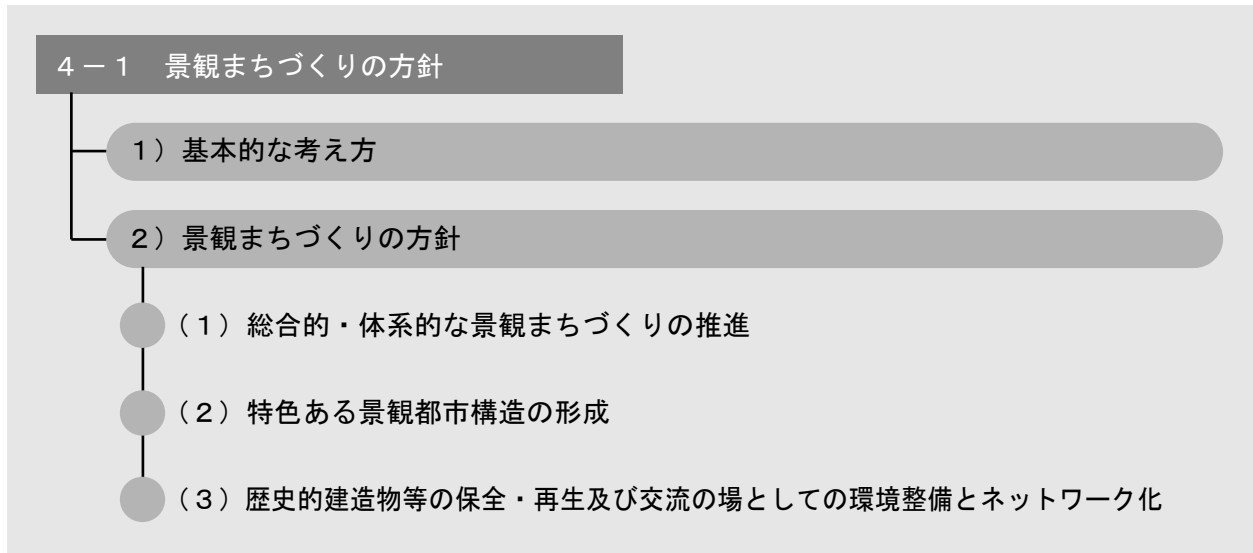 ４－１　景観まちづくりの方針
１）基本的な考え方
２）景観まちづくりの方針
（１）総合的・体系的な景観まちづくりの推進
（２）特色ある景観都市構造の形成
（３）歴史的建造物等の保全・再生及び交流の場としての環境整備とネットワーク化